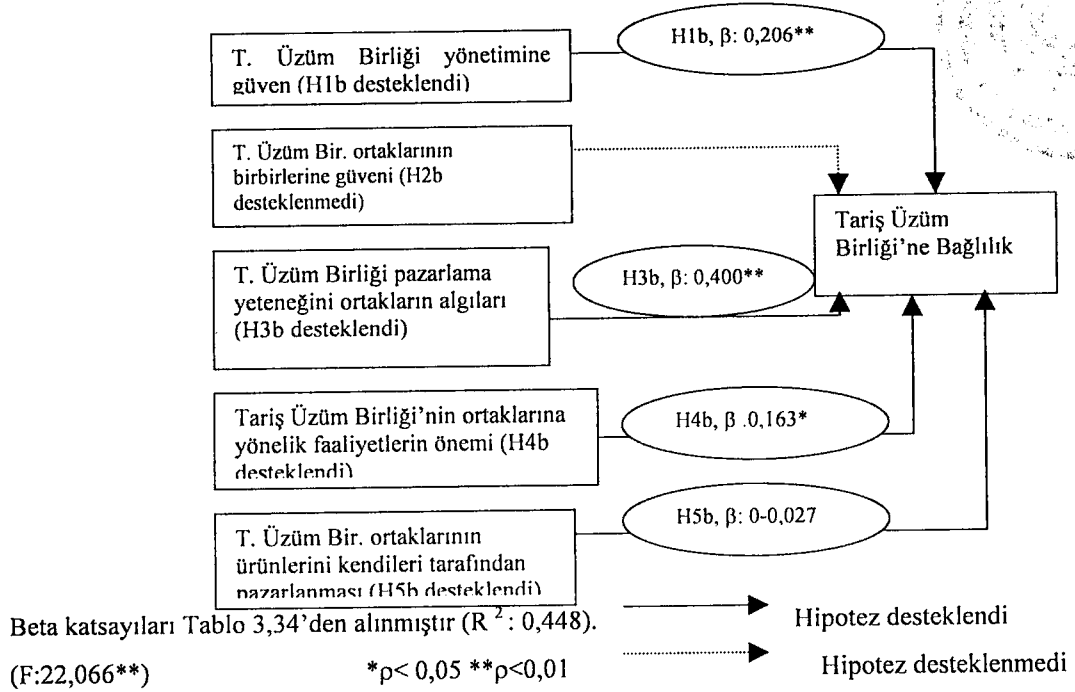 T. Üzüm Birliği yönetimine
güven (H1b desteklendi)
H1b, β: 0,206**
T. Üzüm Bir. ortaklarının
birbirlerine güveni (H2b
desteklenmedi)
Tariş Üzüm
Birliği'ne Bağlılık
T. Üzüm Birliği pazarlama
yeteneğini ortakların algıları
(H3b desteklendi)
H3b, β: 0,400**
Tariş Üzüm Birliği'nin ortaklarına
yönelik faaliyetlerin önemi (H4b
desteklendi)
H4b, β .0,163*
T. Üzüm Bir. ortaklarının
ürünlerini kendileri tarafından
pazarlanması (H5b desteklendi)
H5b, β: 0-0,027
Beta katsayıları Tablo 3,34'den alınmıştır (R ²: 0,448).
Hipotez desteklendi
(F:22,066**) *ρ< 0,05 **ρ<0,01
Hipotez desteklenmedi